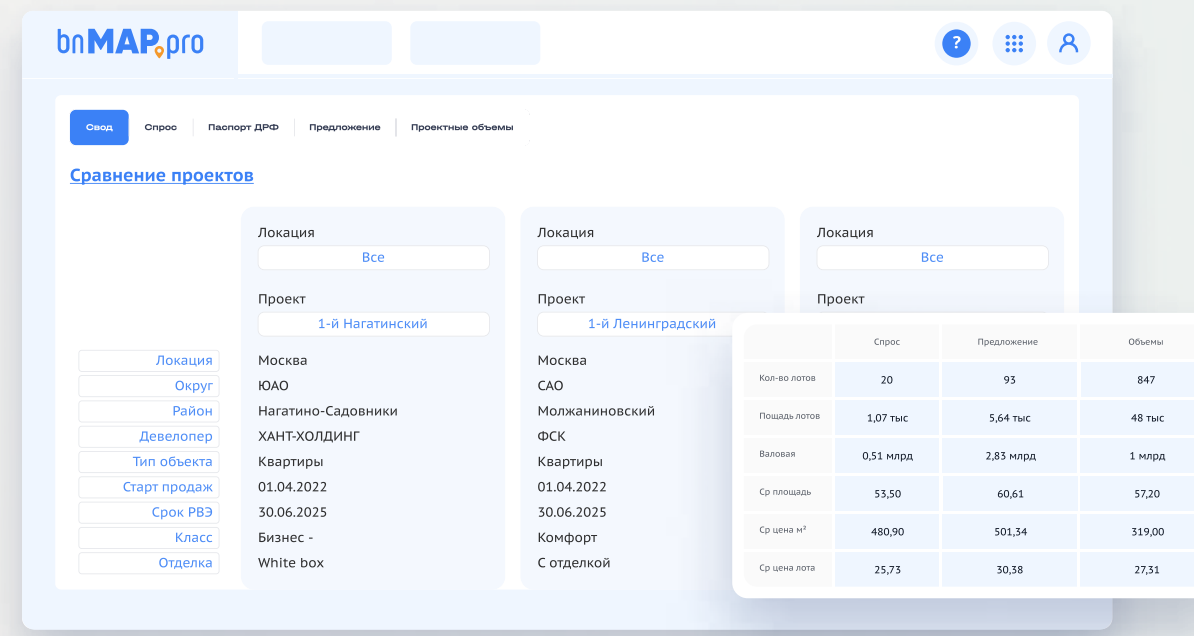 bnMAP.pro
?
Свод Спрос Паспорт ДРФ Предложение Проектные объемы
Сравнение проектов
Локация Локация Локация
Все Все Все
Проект Проект Проект
1-й Нагатинский 1-й Ленинградский
Локация Москва Москва
Округ ЮАО САО
Район Нагатино-Садовники Молжаниновский
Девелопер ХАНТ-ХОЛДИНГ ФСК
Тип объекта Квартиры Квартиры
Старт продаж 01.04.2022 01.04.2022
Срок РВЭ 30.06.2025 30.06.2025
Класс Бизнес - Комфорт
Отделка White box С отделкой
Спрос Предложение Объемы
Кол-во лотов 20 93 847
Пощадь лотов 1,07 тыс 5,64 тыс 48 тыс
Валовая 0,51 млрд 2,83 млрд 1 млрд
Ср площадь 53,50 60,61 57,20
Ср цена м² 480,90 501,34 319,00
Ср цена лота 25,73 30,38 27,31